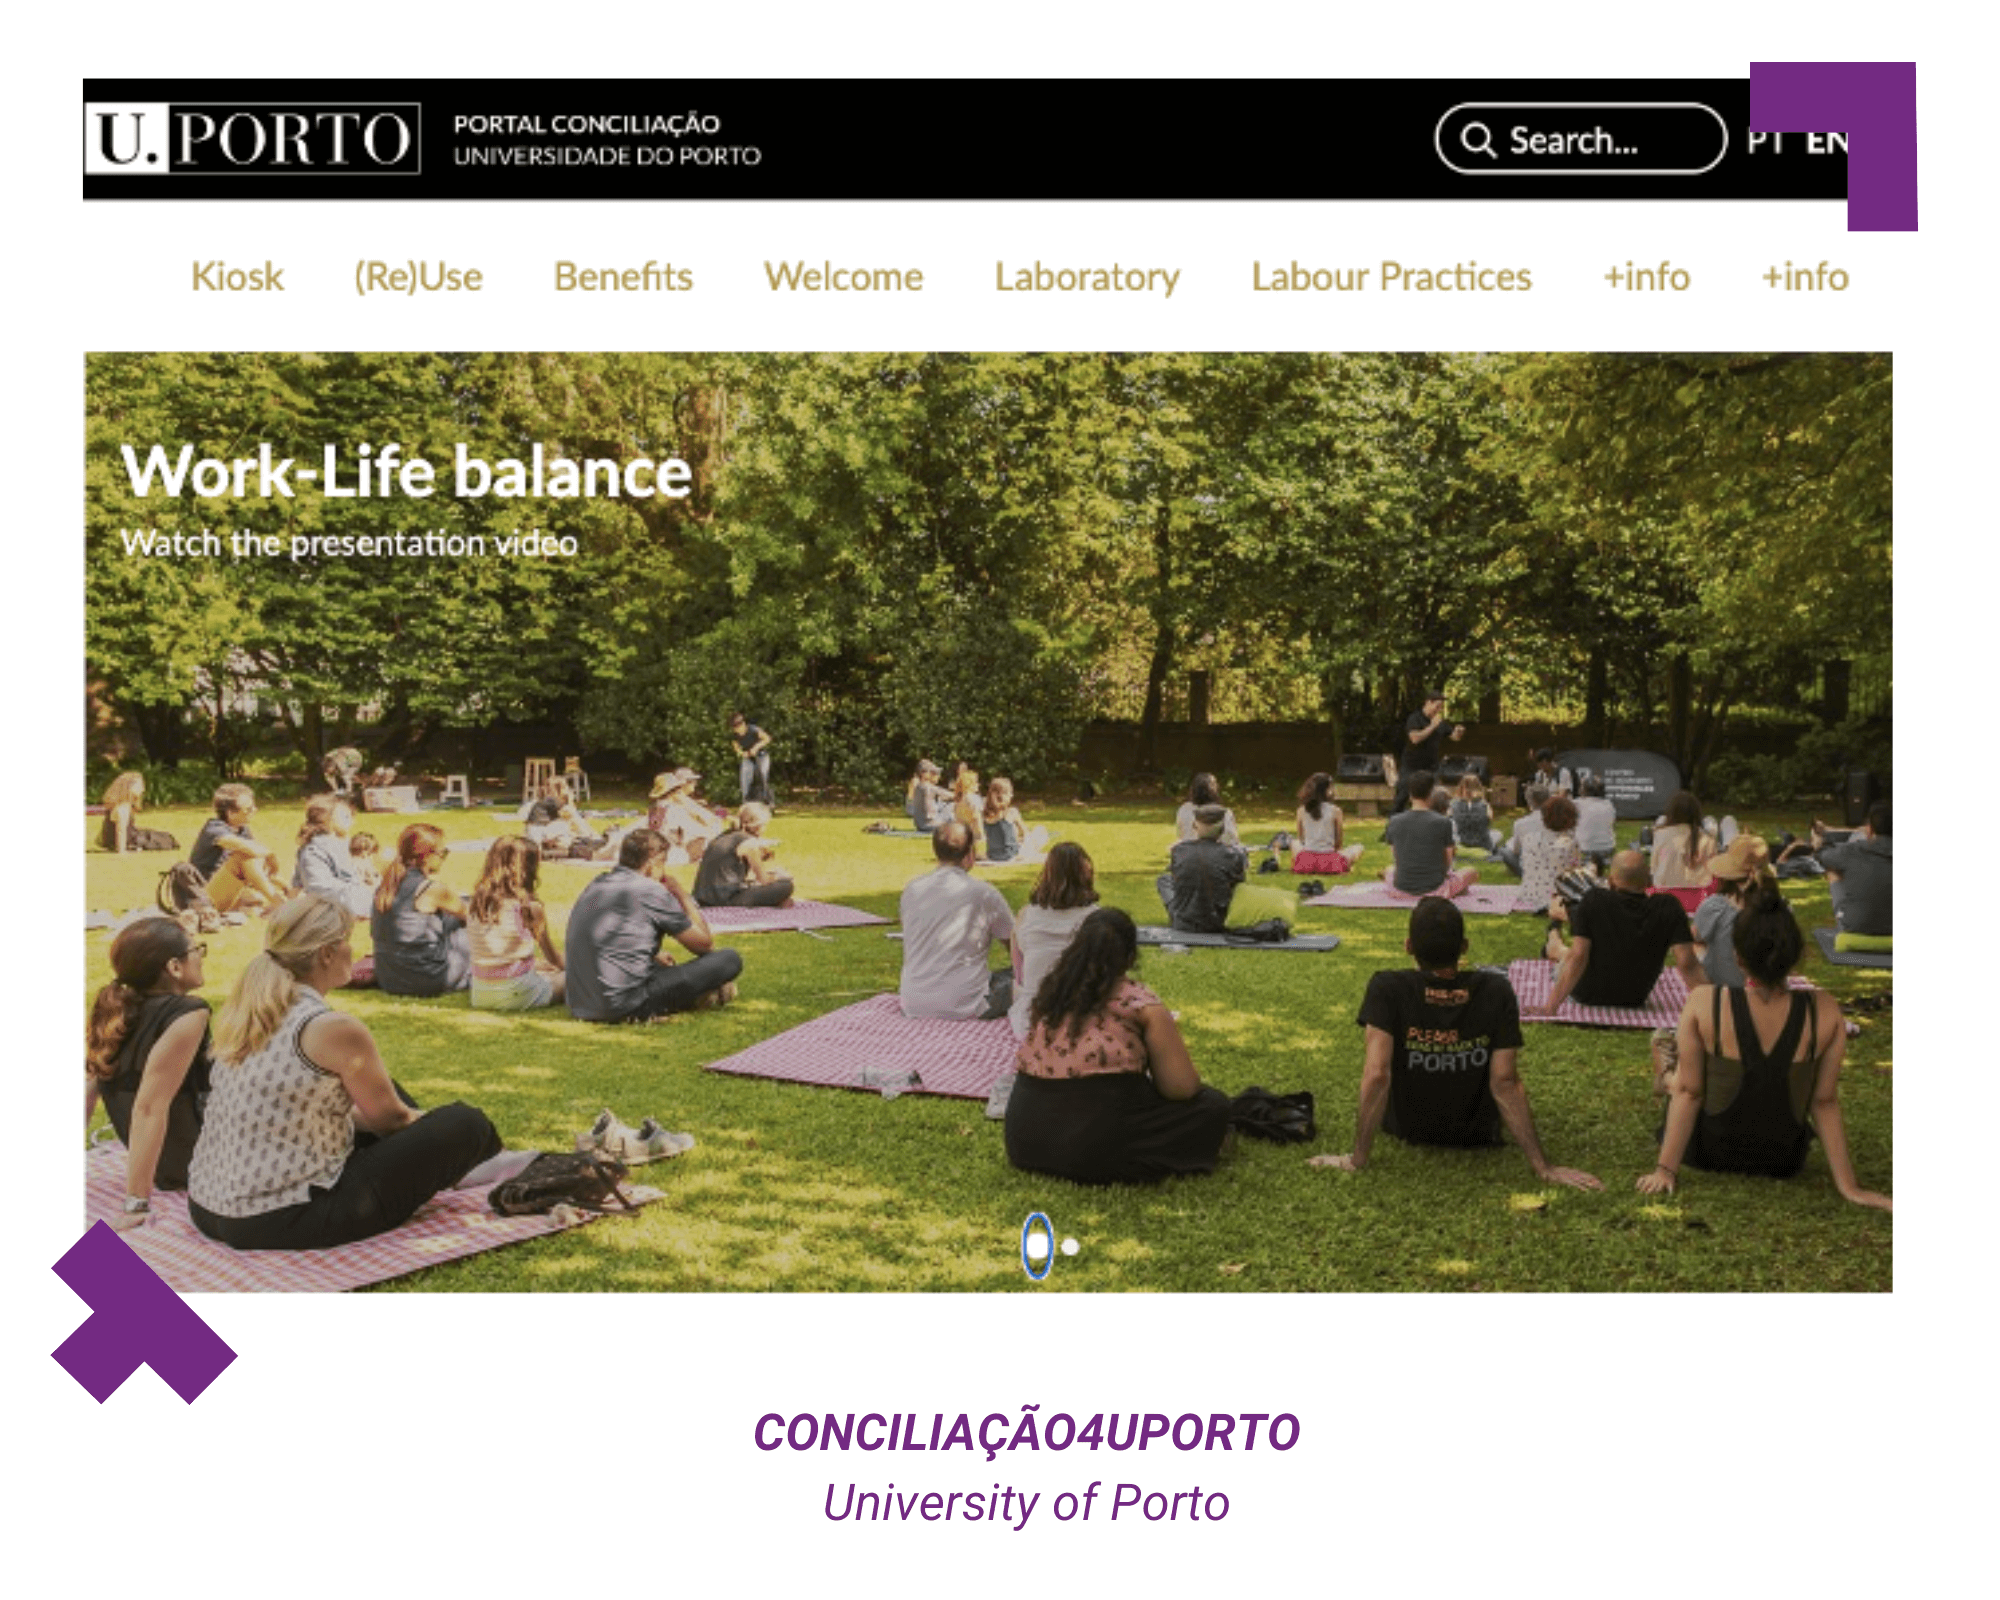 U.PORTO
PORTAL CONCILIAÇÃO
UNIVERSIDADE DO PORTO
Search...
PT EN
Kiosk (Re)Use Benefits Welcome Laboratory Labour Practices +info +info
Work-Life balance
Watch the presentation video
PLEASE
PORTO
CONCILIAÇÃO4UPORTO
University of Porto